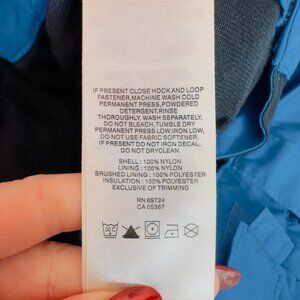 IF PRESENT CLOSE HOOK AND LOOP
FASTENER,MACHINE WASH COLD
PERMANENT PRESS,POWDERED
DETERGENT,RINSE
THOROUGHLY, WASH SEPARATELY,
DO NOT BLEACH,TUMBLE DRY
PERMANENT PRESS LOW,IRON LOW,
DO NOT USE FABRIC SOFTENER,
IF PRESENT DO NOT IRON DECAL,
DO NOT DRYCLEAN
SHELL : 100% NYLON
LINING : 100% NYLON
BRUSHED LINING : 100% POLYESTER
INSULATION : 100% POLYESTER
EXCLUSIVE OF TRIMMING
RN 69724
CA 05367